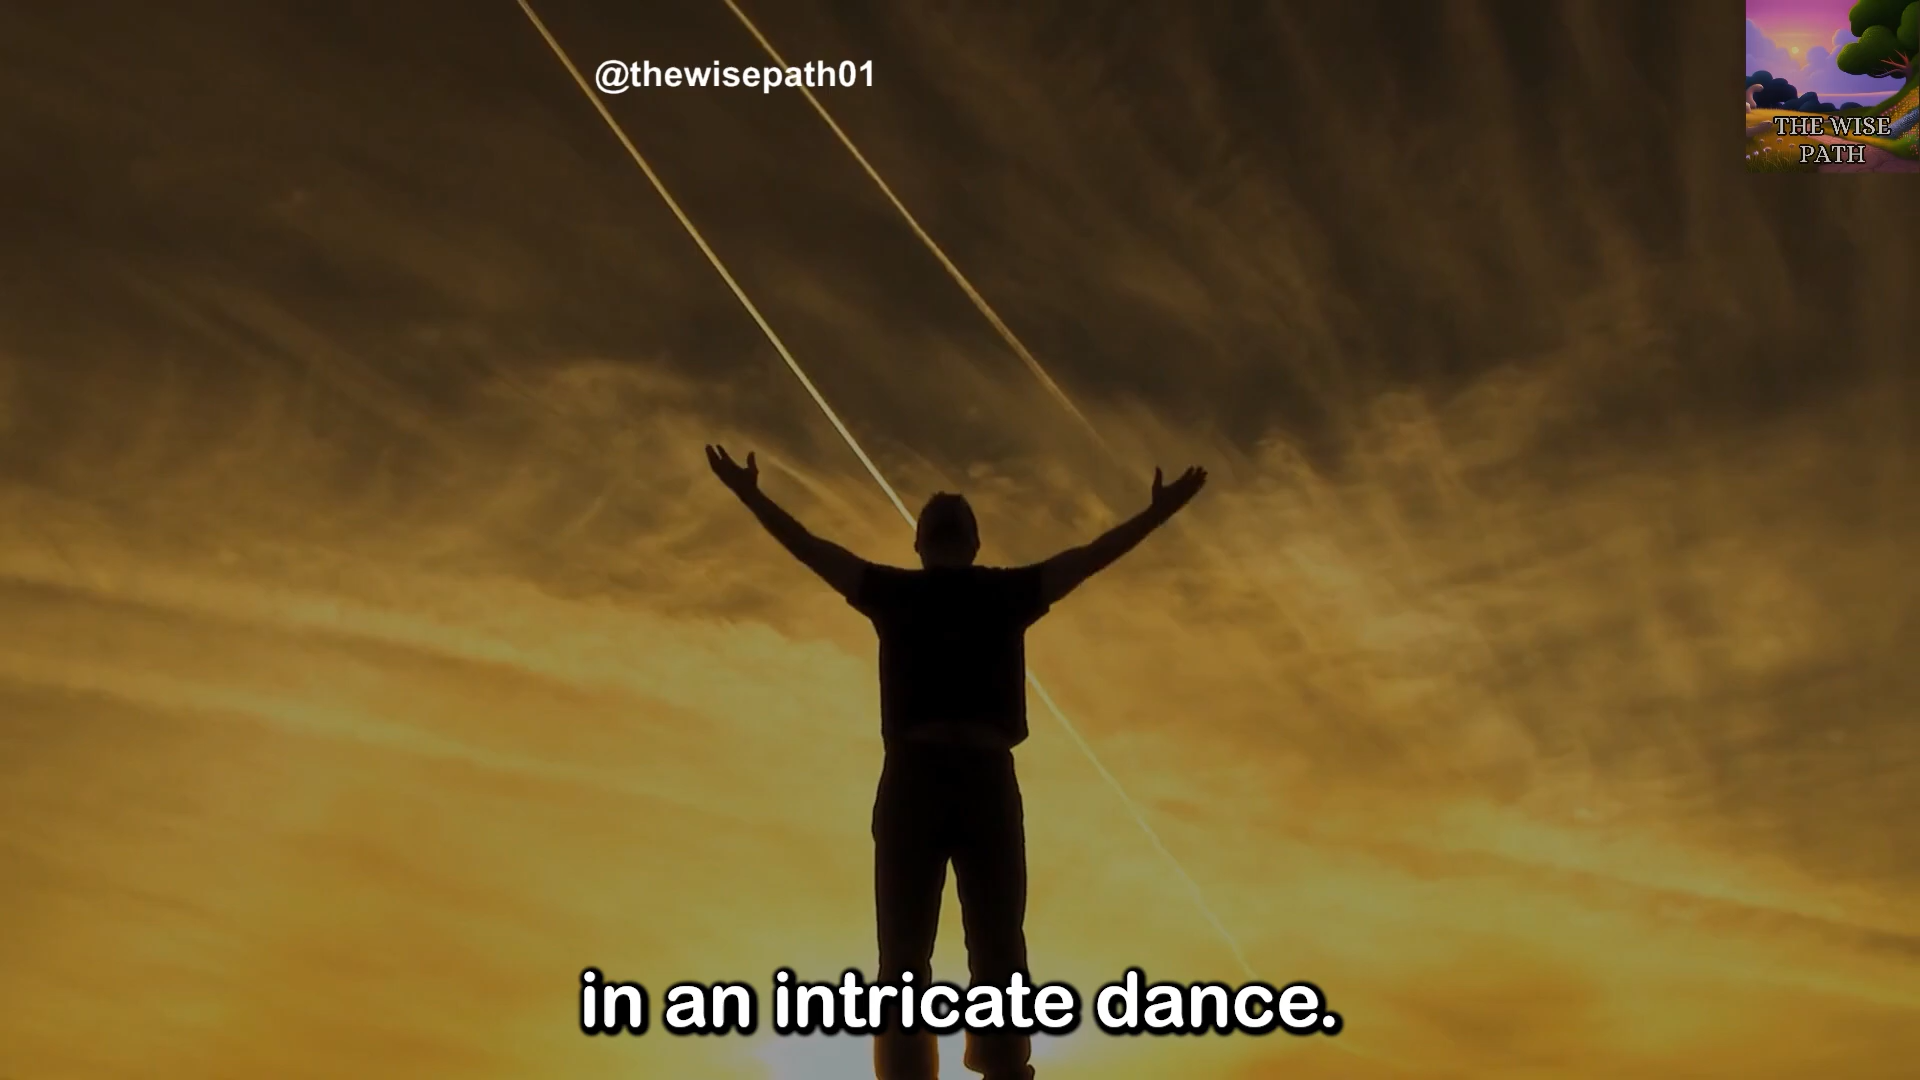 @thewisepath01
THE WISE
PATH
in an intricate dance.